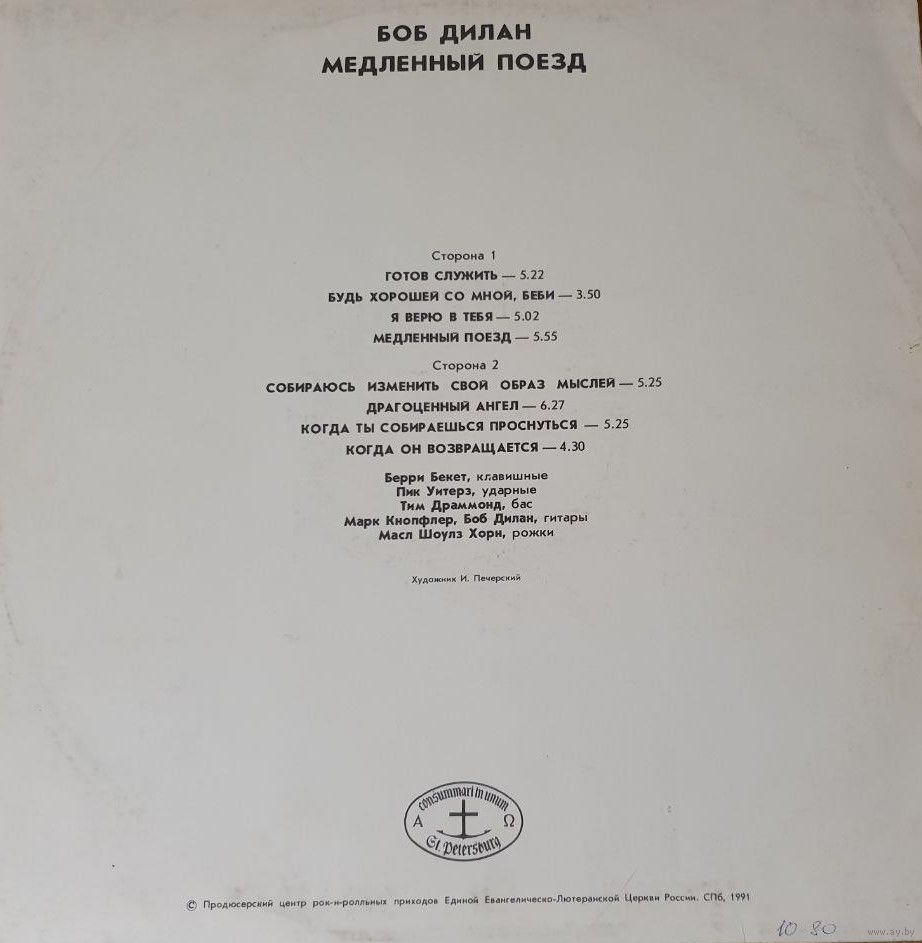 БОБ ДИЛАН
МЕДЛЕННЫЙ ПОЕЗД
Сторона 1
ГОТОВ СЛУЖИТЬ — 5.22
БУДЬ ХОРОШЕЙ СО МНОЙ, БЕБИ — 3.50
Я ВЕРЮ В ТЕБЯ — 5.02
МЕДЛЕННЫЙ ПОЕЗД — 5.55
Сторона 2
СОБИРАЮСЬ ИЗМЕНИТЬ СВОЙ ОБРАЗ МЫСЛЕЙ — 5.25
ДРАГОЦЕННЫЙ АНГЕЛ — 6.27
КОГДА ТЫ СОБИРАЕШЬСЯ ПРОСНУТЬСЯ — 5.25
КОГДА ОН ВОЗВРАЩАЕТСЯ — 4.30
Берри Бекет, клавишные
Пик Уитерз, ударные
Тим Драммонд, бас
Марк Кнопфлер, Боб Дилан, гитары
Масл Шоулз Хорн, рожки
Художник И. Печерский
consummari in unum
Α Ω
St. Petersburg
© Продюсерский центр рок-н-ролльных приходов Единой Евангелическо-Лютеранской Церкви России. СПб, 1991
10 80
www.ay.by